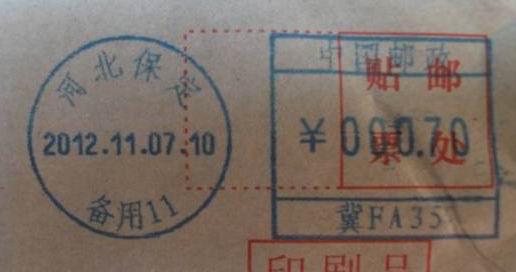 河北保定
2012.11.07.10
备用11
中国邮政
贴邮
票处
¥00070
冀FA35
印刷品